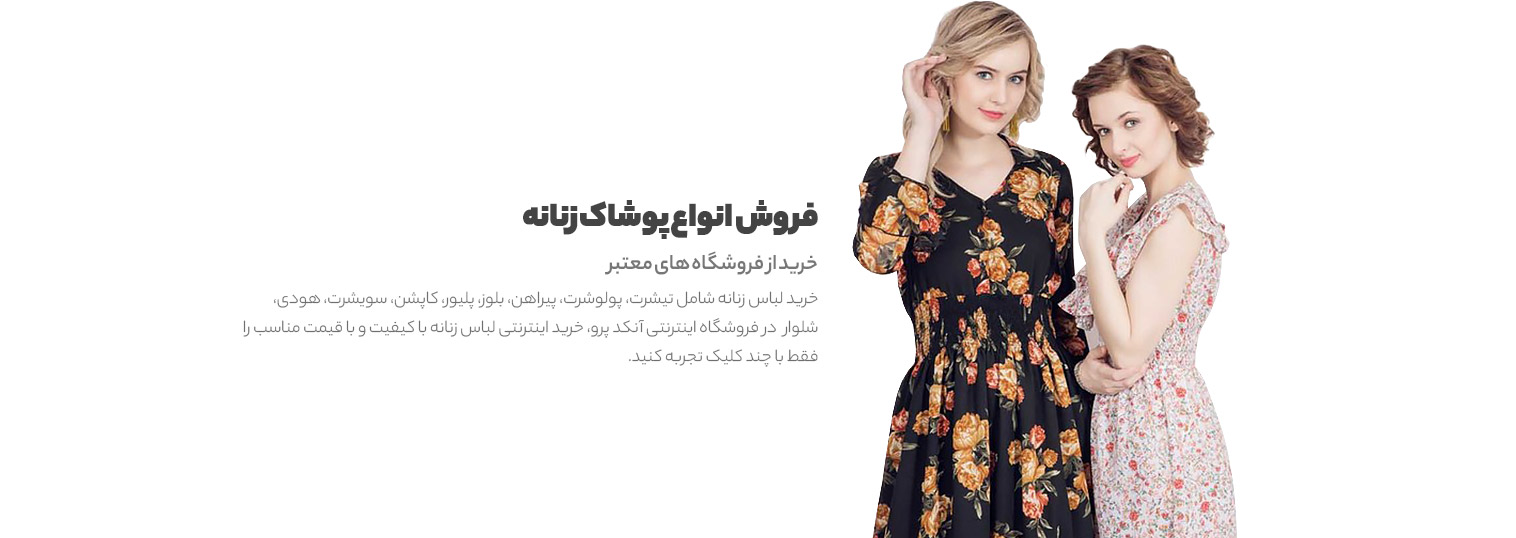 فروش انواع پوشاک زنانه
خرید از فروشگاه های معتبر
خرید لباس زنانه شامل تیشرت، پولوشرت، پیراهن، بلوز، پلیور، کاپشن، سویشرت، هودی،
شلوار در فروشگاه اینترنتی آنکد پرو، خرید اینترنتی لباس زنانه با کیفیت و با قیمت مناسب را
فقط با چند کلیک تجربه کنید.